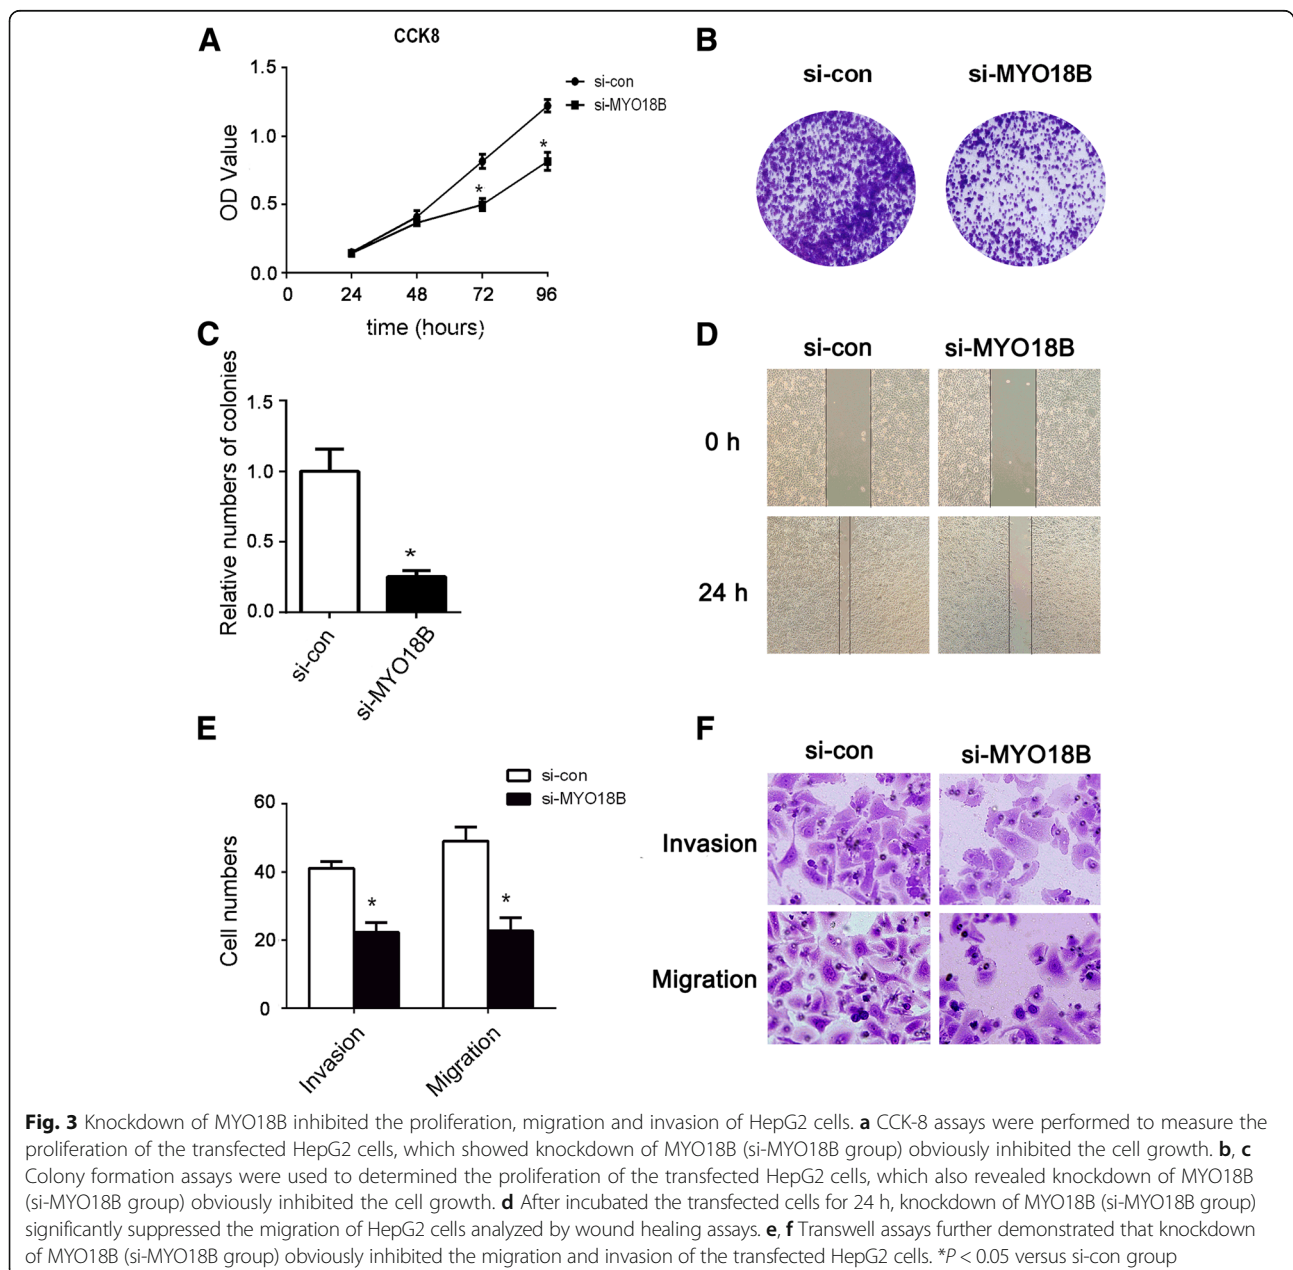 A
CCK8
1.5
1.0
0.5
0.0
OD Value
0
24
48
72
96
time (hours)
si-con
si-MYO18B
*
*
B
si-con
si-MYO18B
C
Relative numbers of colonies
1.5
1.0
0.5
0.0
*
si-con
si-MYO18B
D
si-con
si-MYO18B
0 h
24 h
E
si-con
si-MYO18B
Cell numbers
60
40
20
0
*
*
Invasion
Migration
F
si-con
si-MYO18B
Invasion
Migration
Fig. 3 Knockdown of MYO18B inhibited the proliferation, migration and invasion of HepG2 cells. a CCK-8 assays were performed to measure the
proliferation of the transfected HepG2 cells, which showed knockdown of MYO18B (si-MYO18B group) obviously inhibited the cell growth. b, c
Colony formation assays were used to determined the proliferation of the transfected HepG2 cells, which also revealed knockdown of MYO18B
(si-MYO18B group) obviously inhibited the cell growth. d After incubated the transfected cells for 24 h, knockdown of MYO18B (si-MYO18B group)
significantly suppressed the migration of HepG2 cells analyzed by wound healing assays. e, f Transwell assays further demonstrated that knockdown
of MYO18B (si-MYO18B group) obviously inhibited the migration and invasion of the transfected HepG2 cells. *P < 0.05 versus si-con group